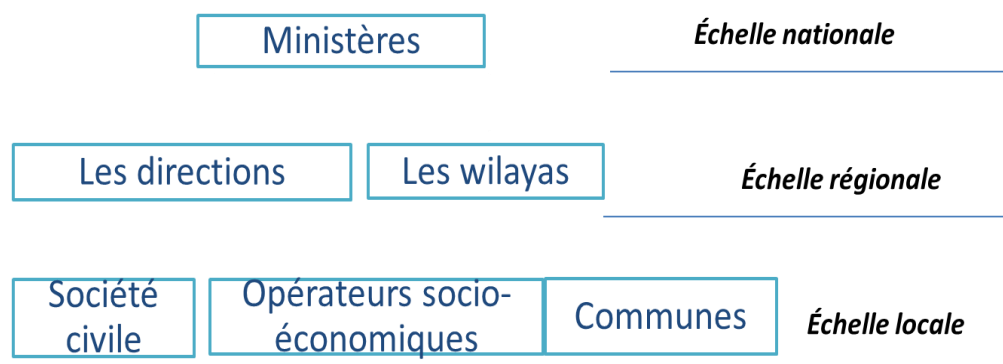 Ministères
Échelle nationale
Les directions
Les wilayas
Échelle régionale
Société
civile
Opérateurs socio-
économiques
Communes
Échelle locale